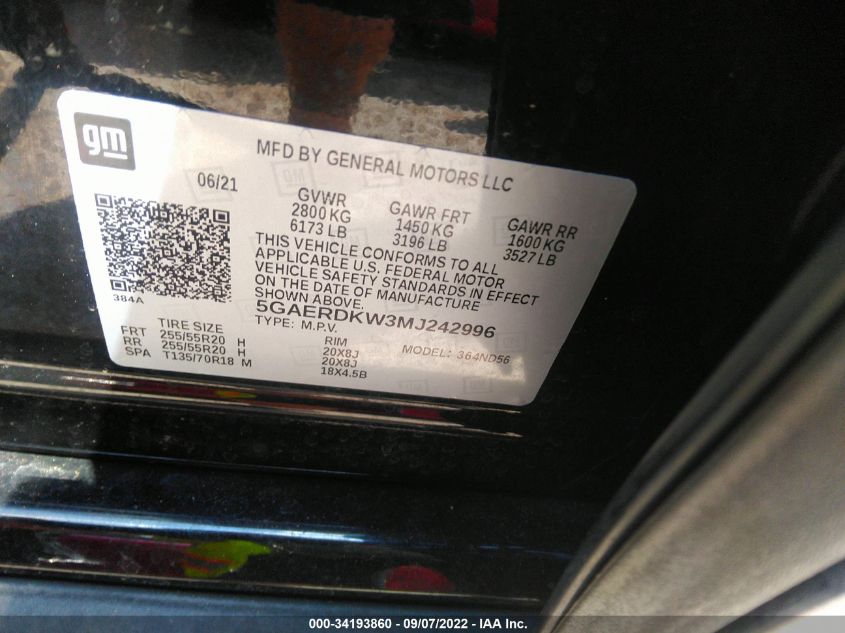 gm
MFD BY GENERAL MOTORS LLC
06/21
GVWR GAWR FRT GAWR RR
2800 KG 1450 KG 1600 KG
6173 LB 3196 LB 3527 LB
THIS VEHICLE CONFORMS TO ALL
APPLICABLE U.S. FEDERAL MOTOR
VEHICLE SAFETY STANDARDS IN EFFECT
ON THE DATE OF MANUFACTURE
SHOWN ABOVE.
384A
5GAERDKW3MJ242996
TYPE: M.P.V. MODEL: 364ND56
TIRE SIZE RIM
FRT 255/55R20 H 20X8J
RR 255/55R20 H 20X8J
SPA T135/70R18 M 18X4.5B
000-34193860 - 09/07/2022 - IAA Inc.